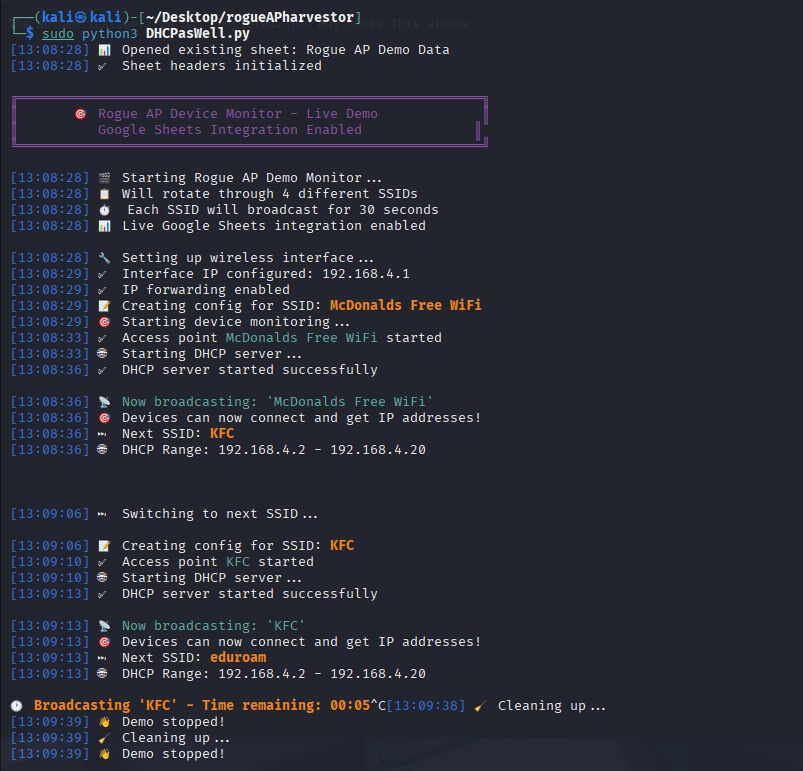 (kali㉿kali)-[~/Desktop/rogueAPharvestor]
$ sudo python3 DHCPasWell.py
[13:08:28] 📊 Opened existing sheet: Rogue AP Demo Data
[13:08:28] ✓ Sheet headers initialized
🎯 Rogue AP Device Monitor - Live Demo
Google Sheets Integration Enabled
[13:08:28] 🎬 Starting Rogue AP Demo Monitor...
[13:08:28] 📋 Will rotate through 4 different SSIDs
[13:08:28] ⏱ Each SSID will broadcast for 30 seconds
[13:08:28] 📊 Live Google Sheets integration enabled
[13:08:28] 🔧 Setting up wireless interface...
[13:08:29] ✓ Interface IP configured: 192.168.4.1
[13:08:29] ✓ IP forwarding enabled
[13:08:29] 📝 Creating config for SSID: McDonalds Free WiFi
[13:08:29] 🎯 Starting device monitoring...
[13:08:33] ✓ Access point McDonalds Free WiFi started
[13:08:33] 🌐 Starting DHCP server...
[13:08:36] ✓ DHCP server started successfully
[13:08:36] 📡 Now broadcasting: 'McDonalds Free WiFi'
[13:08:36] 🎯 Devices can now connect and get IP addresses!
[13:08:36] ⏭ Next SSID: KFC
[13:08:36] 🌐 DHCP Range: 192.168.4.2 - 192.168.4.20
[13:09:06] ⏭ Switching to next SSID...
[13:09:06] 📝 Creating config for SSID: KFC
[13:09:10] ✓ Access point KFC started
[13:09:10] 🌐 Starting DHCP server...
[13:09:13] ✓ DHCP server started successfully
[13:09:13] 📡 Now broadcasting: 'KFC'
[13:09:13] 🎯 Devices can now connect and get IP addresses!
[13:09:13] ⏭ Next SSID: eduroam
[13:09:13] 🌐 DHCP Range: 192.168.4.2 - 192.168.4.20
🕐 Broadcasting 'KFC' - Time remaining: 00:05^C[13:09:38] 🧹 Cleaning up...
[13:09:39] 👋 Demo stopped!
[13:09:39] 🧹 Cleaning up...
[13:09:39] 👋 Demo stopped!